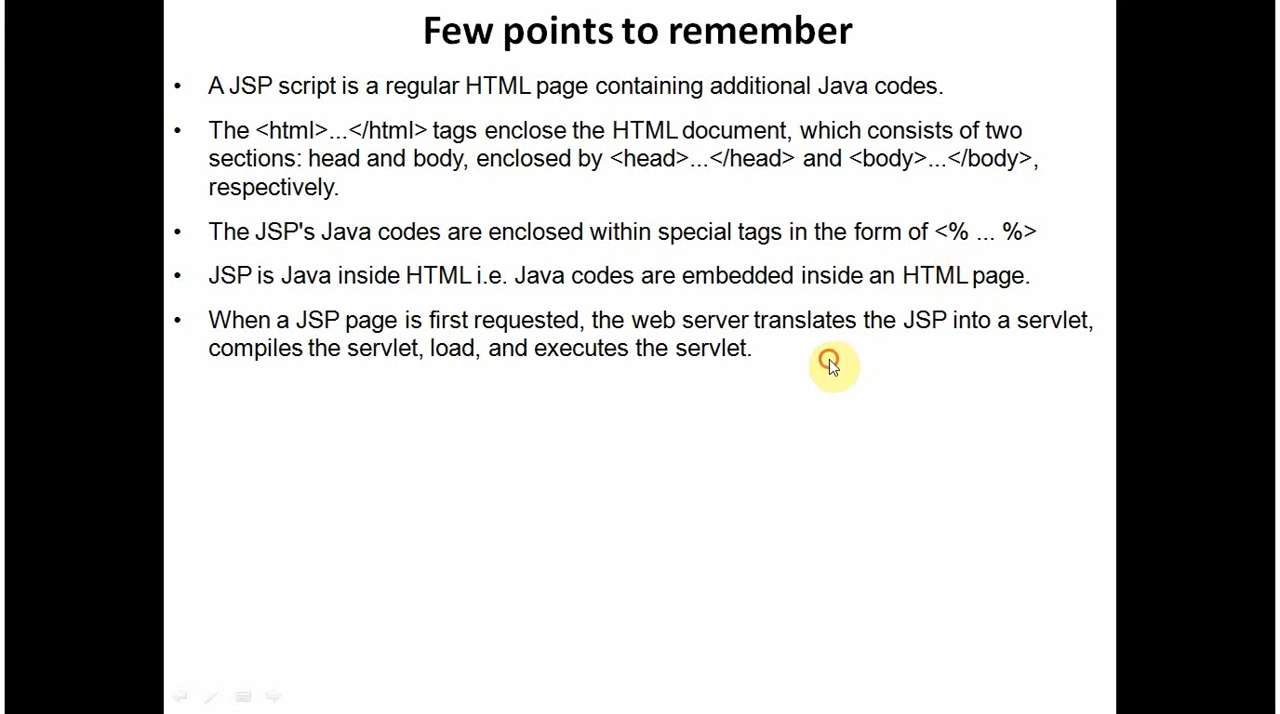 Few points to remember
• A JSP script is a regular HTML page containing additional Java codes.
• The <html>...</html> tags enclose the HTML document, which consists of two
sections: head and body, enclosed by <head>...</head> and <body>...</body>,
respectively.
• The JSP's Java codes are enclosed within special tags in the form of <% ... %>
• JSP is Java inside HTML i.e. Java codes are embedded inside an HTML page.
• When a JSP page is first requested, the web server translates the JSP into a servlet,
compiles the servlet, load, and executes the servlet.